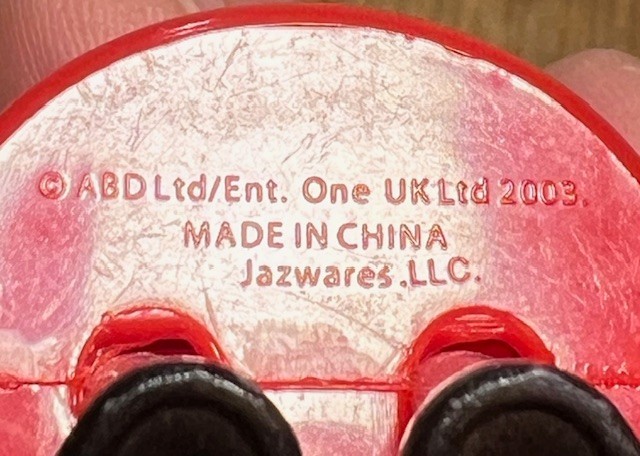 © ABD Ltd/Ent. One UK Ltd 2003.
MADE IN CHINA
Jazwares, LLC.